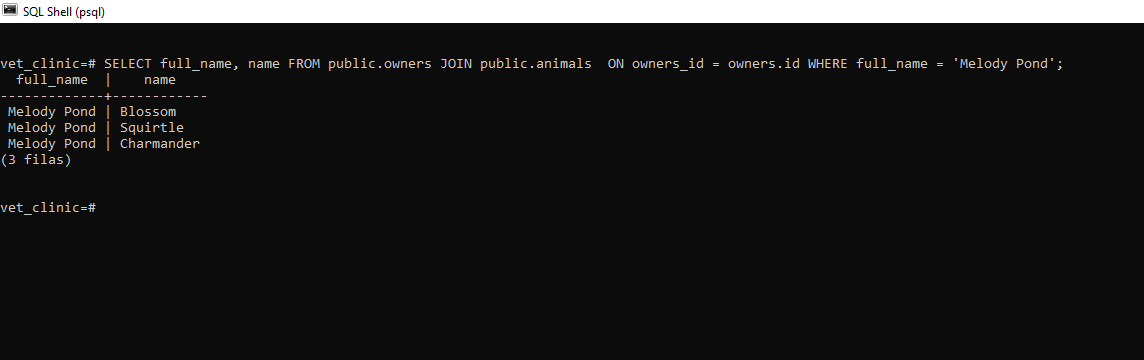 SQL Shell (psql)
vet_clinic=# SELECT full_name, name FROM public.owners JOIN public.animals  ON owners_id = owners.id WHERE full_name = 'Melody Pond';
  full_name  |    name
-------------+------------
 Melody Pond | Blossom
 Melody Pond | Squirtle
 Melody Pond | Charmander
(3 filas)
vet_clinic=#